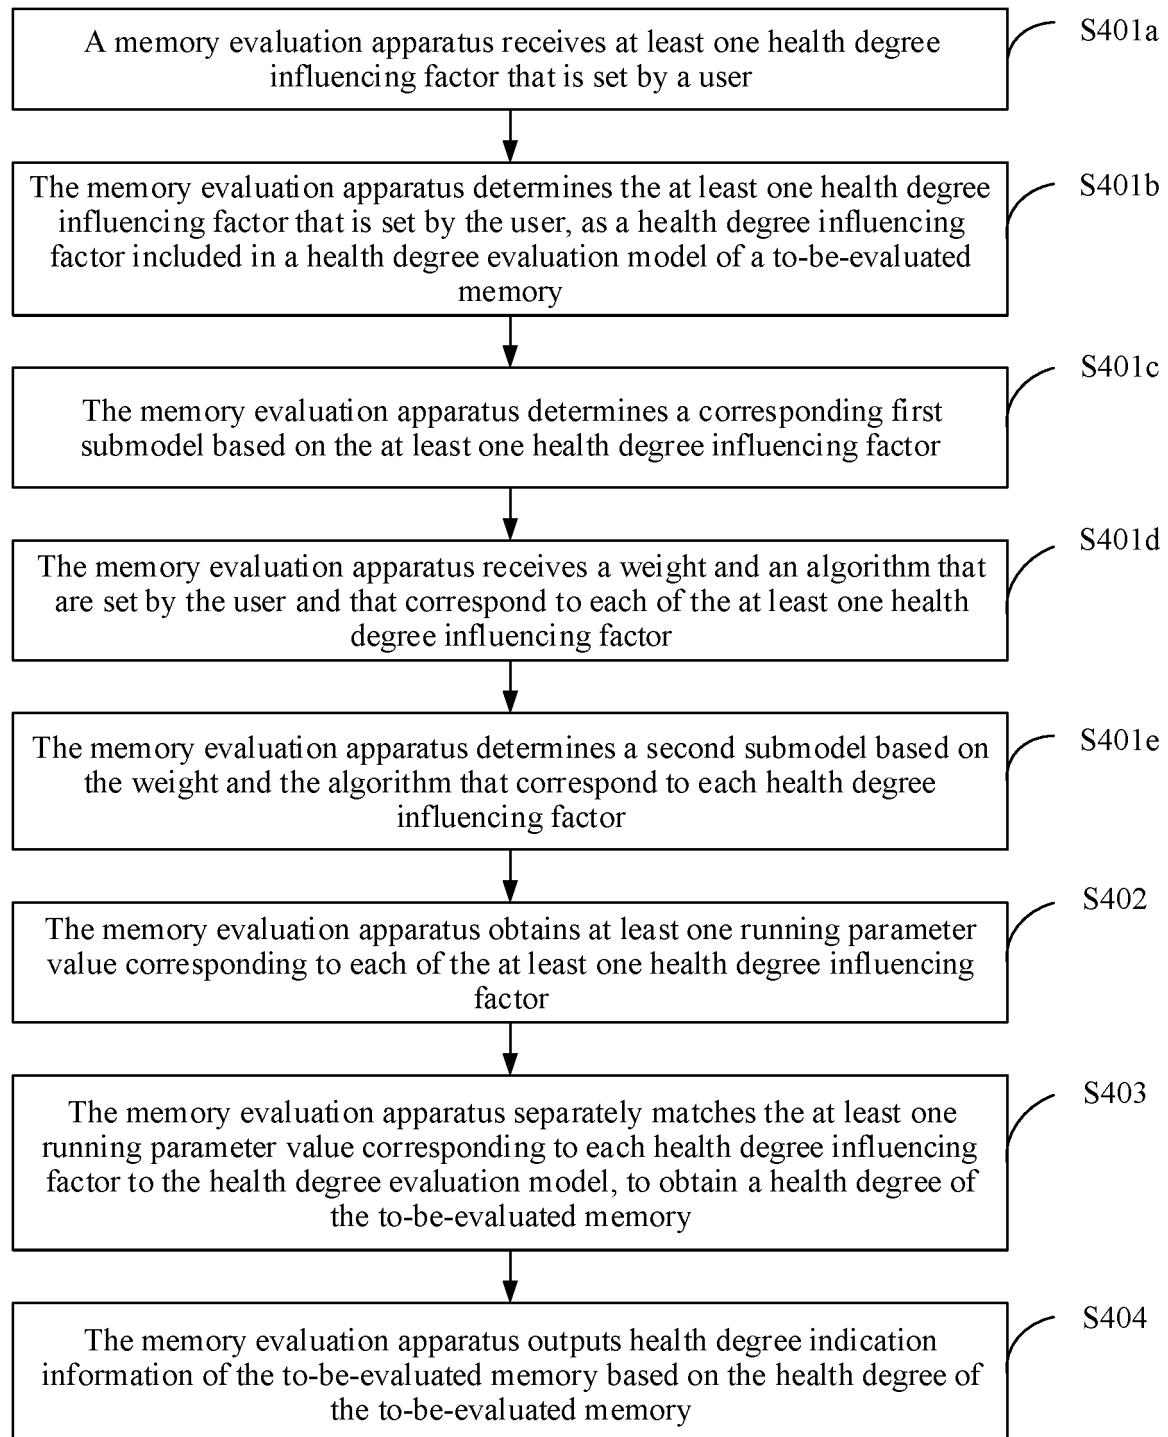 A memory evaluation apparatus receives at least one health degree
influencing factor that is set by a user
S401a
The memory evaluation apparatus determines the at least one health degree
influencing factor that is set by the user, as a health degree influencing
factor included in a health degree evaluation model of a to-be-evaluated
memory
S401b
The memory evaluation apparatus determines a corresponding first
submodel based on the at least one health degree influencing factor
S401c
The memory evaluation apparatus receives a weight and an algorithm that
are set by the user and that correspond to each of the at least one health
degree influencing factor
S401d
The memory evaluation apparatus determines a second submodel based on
the weight and the algorithm that correspond to each health degree
influencing factor
S401e
The memory evaluation apparatus obtains at least one running parameter
value corresponding to each of the at least one health degree influencing
factor
S402
The memory evaluation apparatus separately matches the at least one
running parameter value corresponding to each health degree influencing
factor to the health degree evaluation model, to obtain a health degree of
the to-be-evaluated memory
S403
The memory evaluation apparatus outputs health degree indication
information of the to-be-evaluated memory based on the health degree of
the to-be-evaluated memory
S404